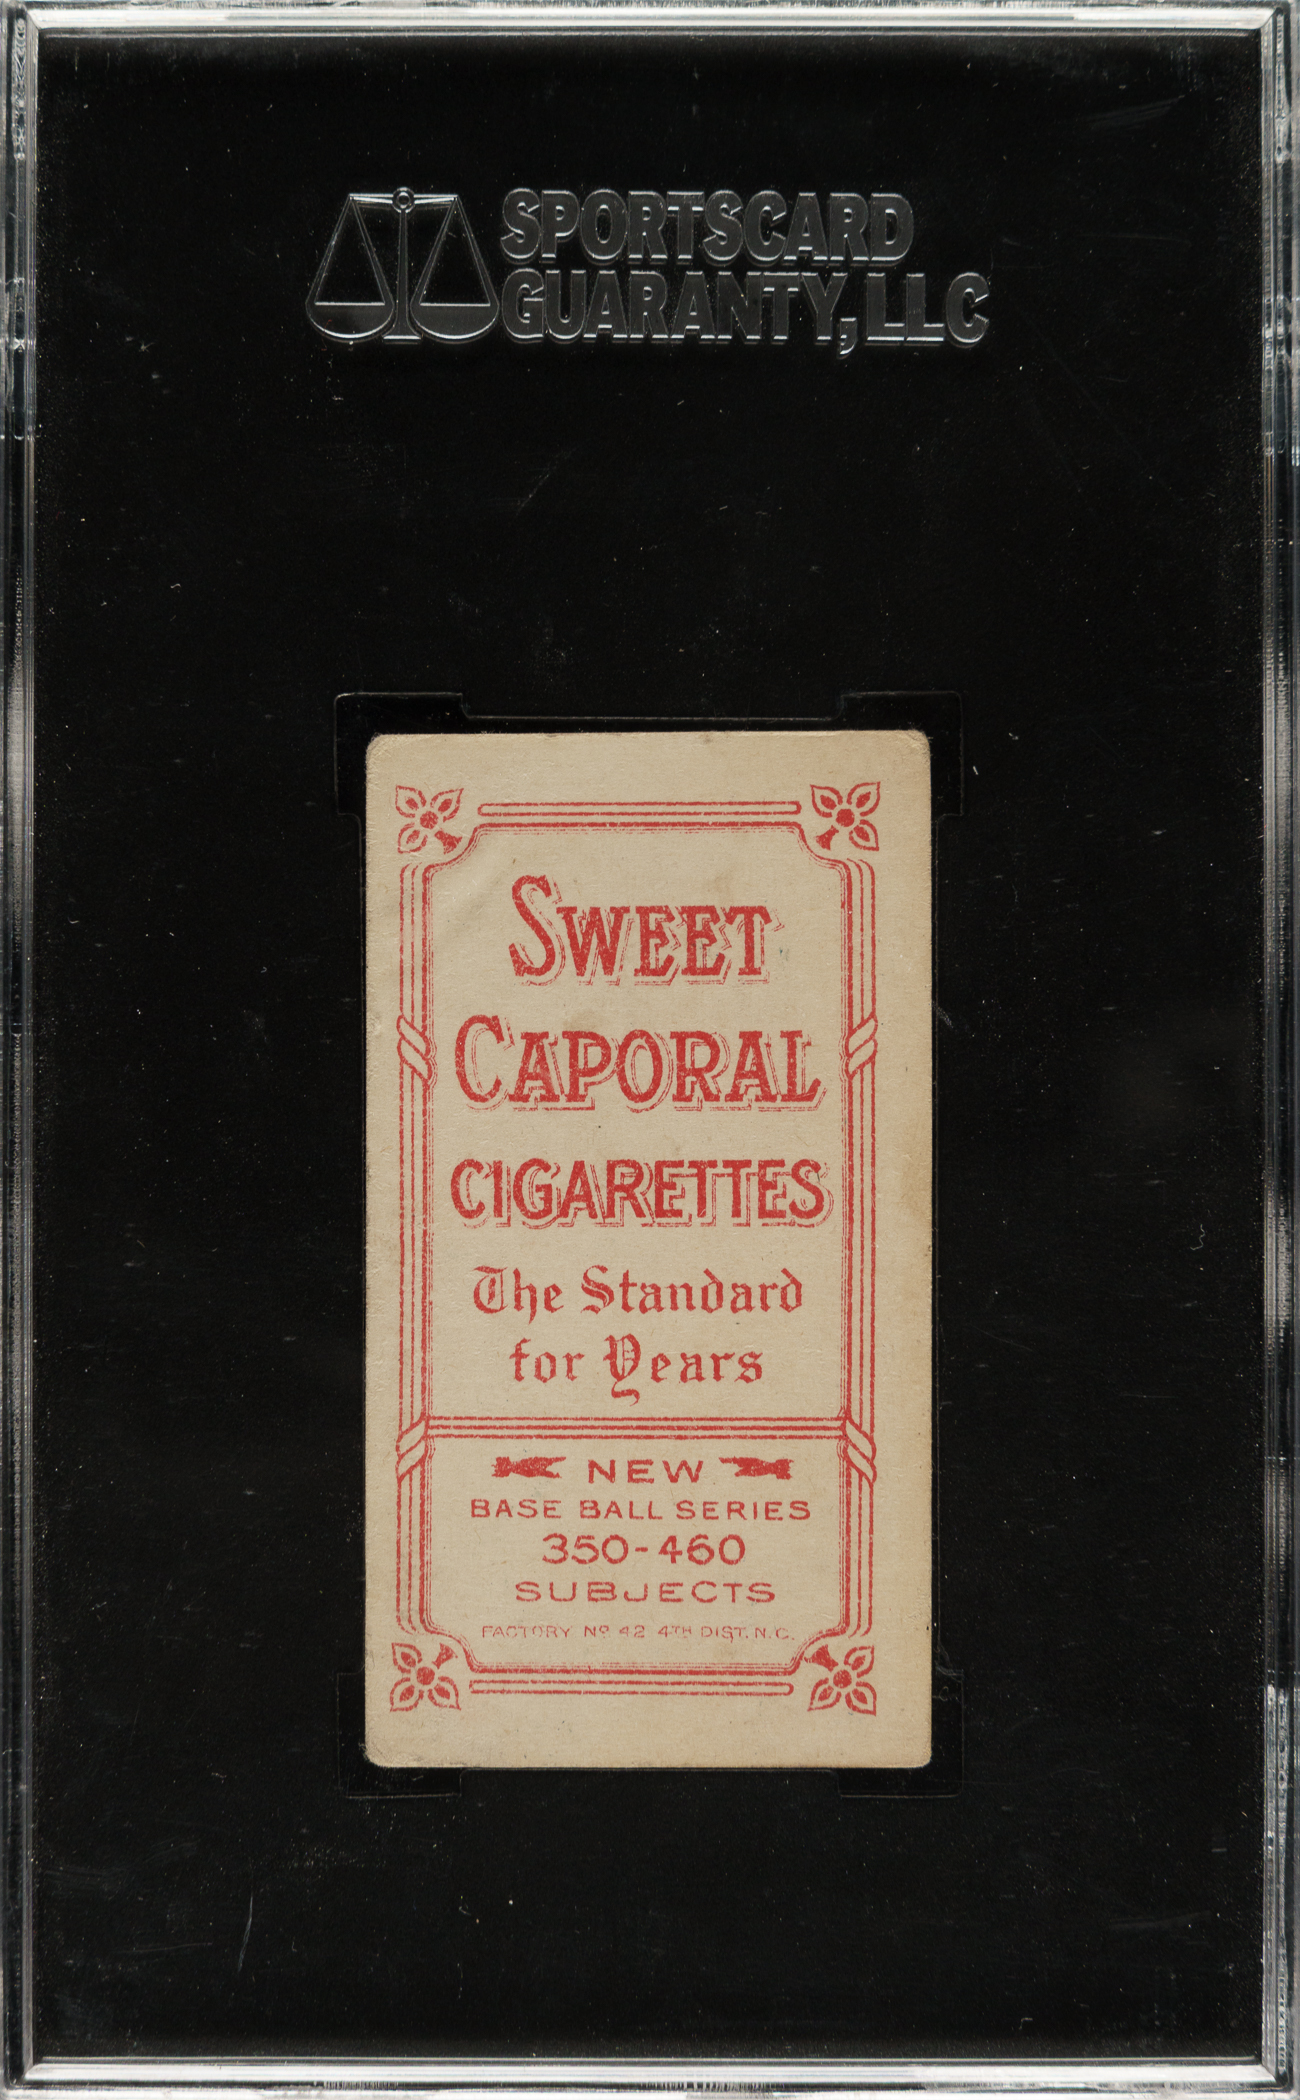 SPORTSCARD
GUARANTY, LLC
SWEET
CAPORAL
CIGARETTES
The Standard
for Years
NEW
BASE BALL SERIES
350-460
SUBJECTS
FACTORY Nº 42 4TH DIST. N.C.